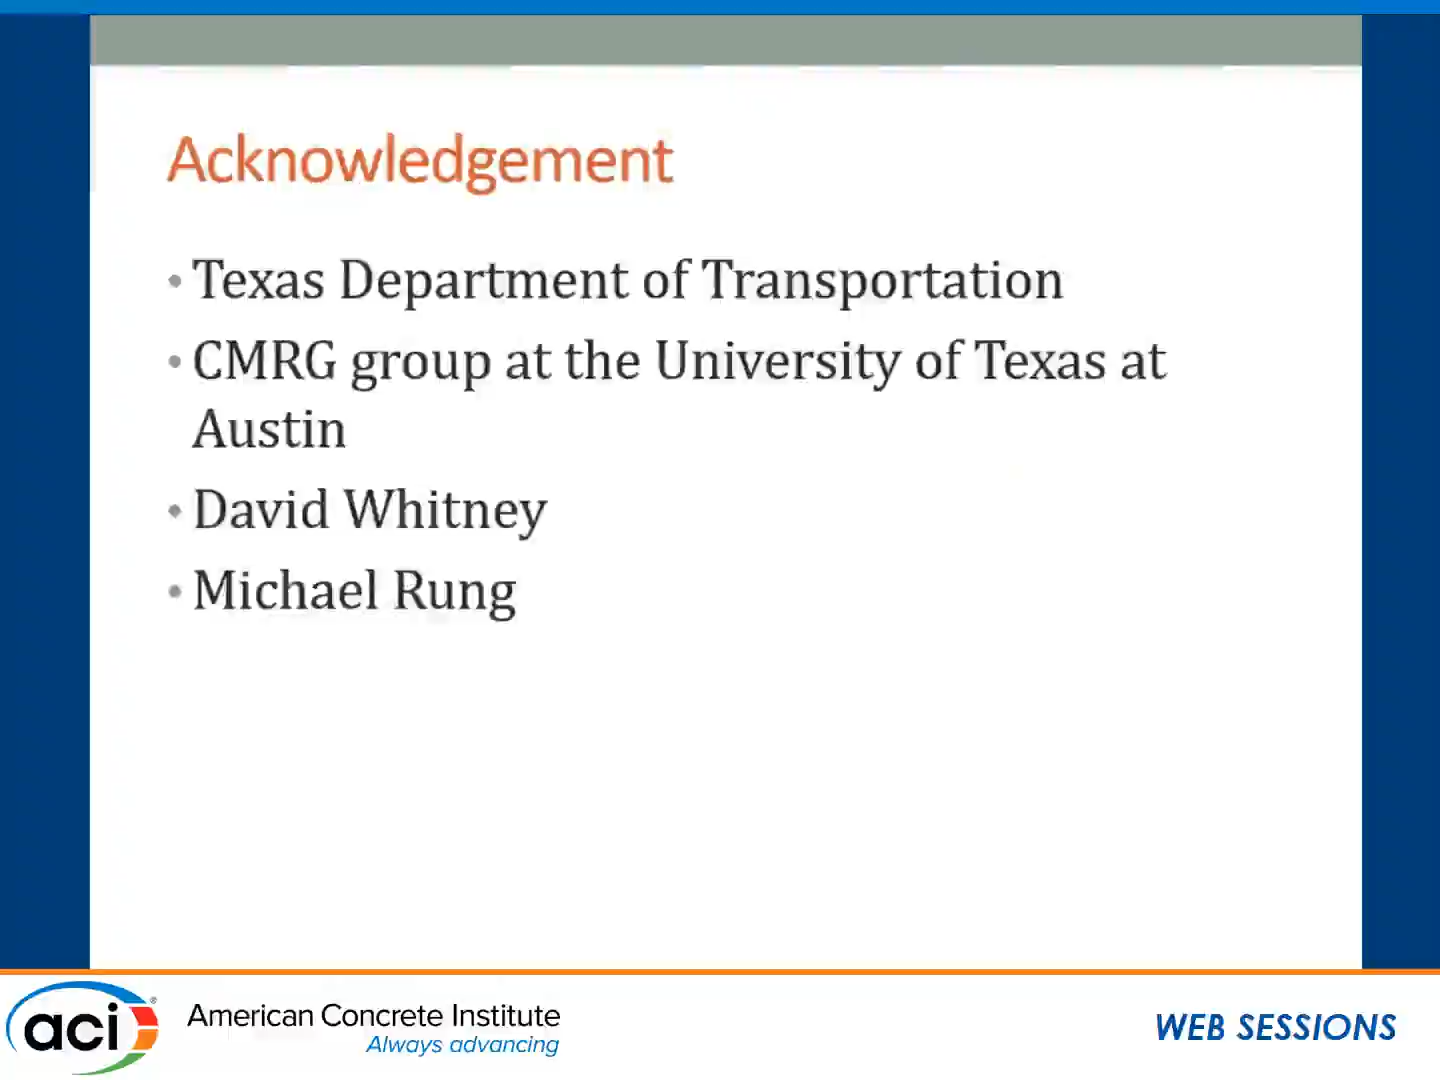 Acknowledgement
• Texas Department of Transportation
• CMRG group at the University of Texas at
Austin
• David Whitney
• Michael Rung
aci®
American Concrete Institute
Always advancing
WEB SESSIONS